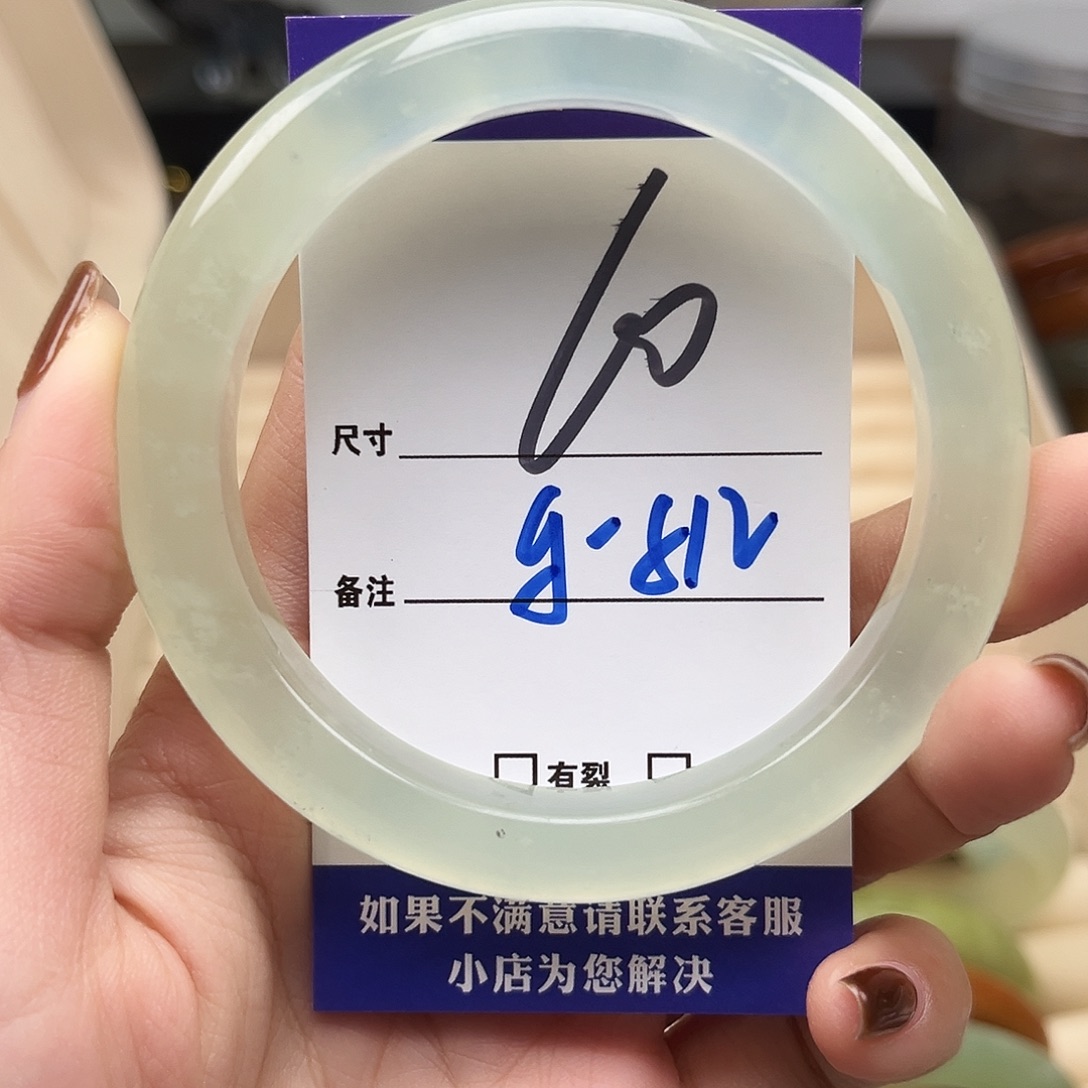 尺寸 60
备注 g-812
有裂
如果不满意请联系客服
小店为您解决